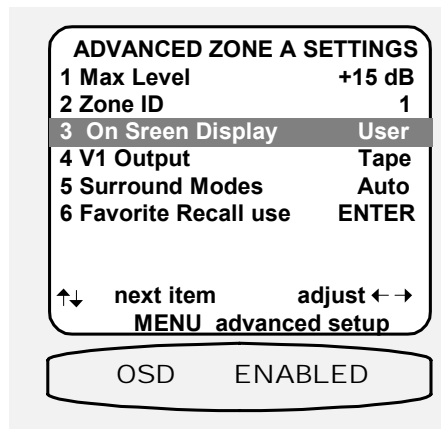 ADVANCED ZONE A SETTINGS
1 Max Level +15 dB
2 Zone ID 1
3 On Sreen Display User
4 V1 Output Tape
5 Surround Modes Auto
6 Favorite Recall use ENTER
↑↓ next item adjust ←→
MENU advanced setup
OSD ENABLED